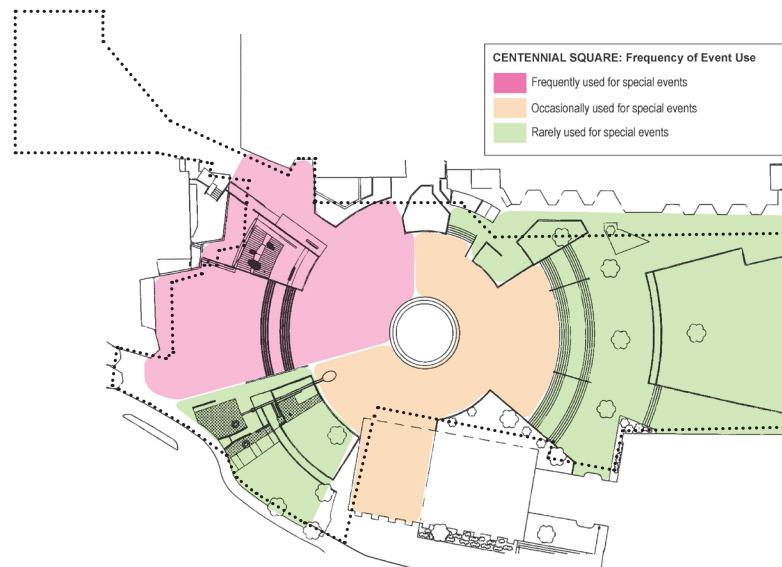 CENTENNIAL SQUARE: Frequency of Event Use
Frequently used for special events
Occasionally used for special events
Rarely used for special events